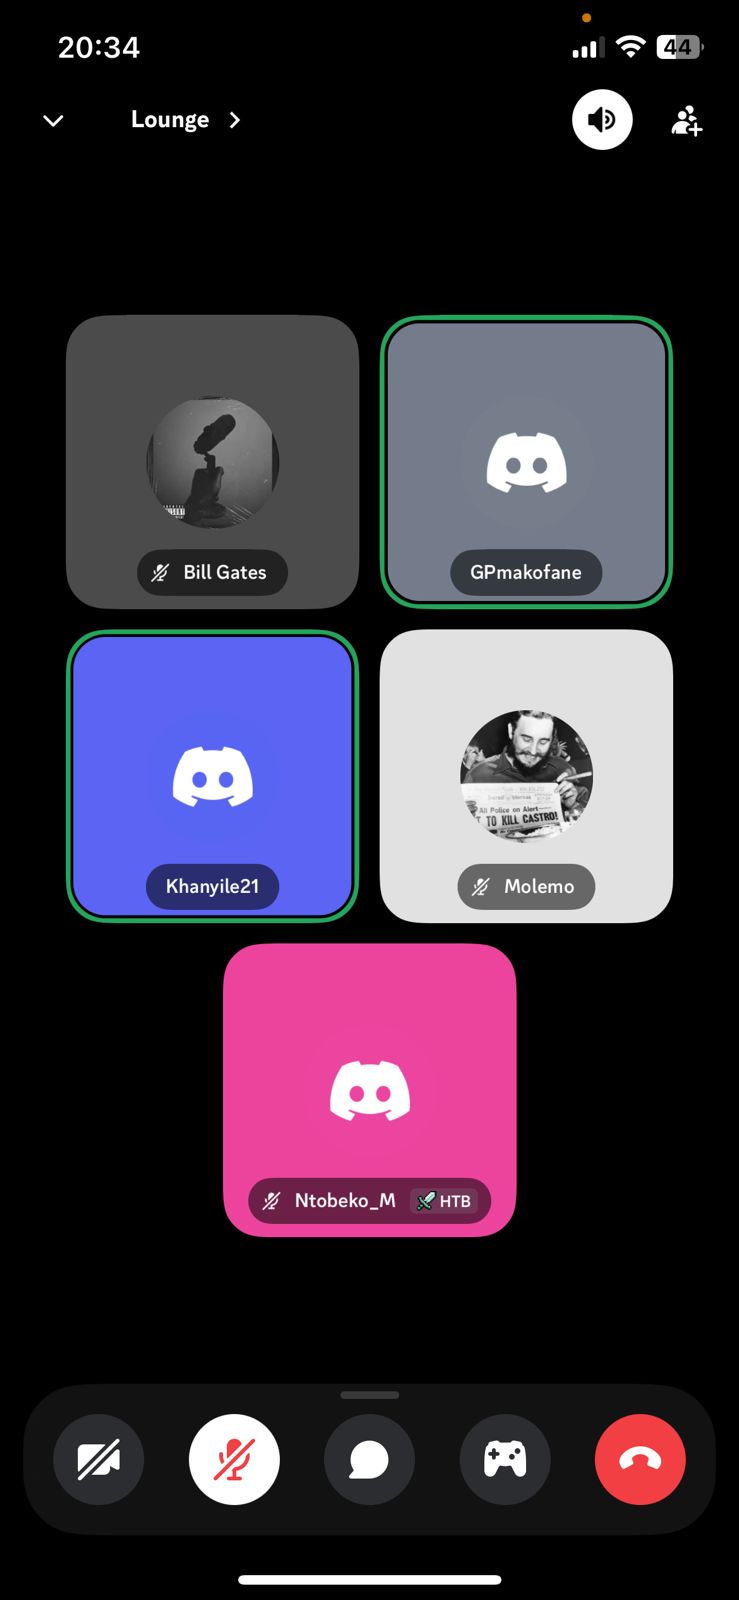 20:34
44
Lounge
Bill Gates
GPmakofane
Khanyile21
All Police on Alert—
TO KILL CASTRO!
Molemo
Ntobeko_M HTB